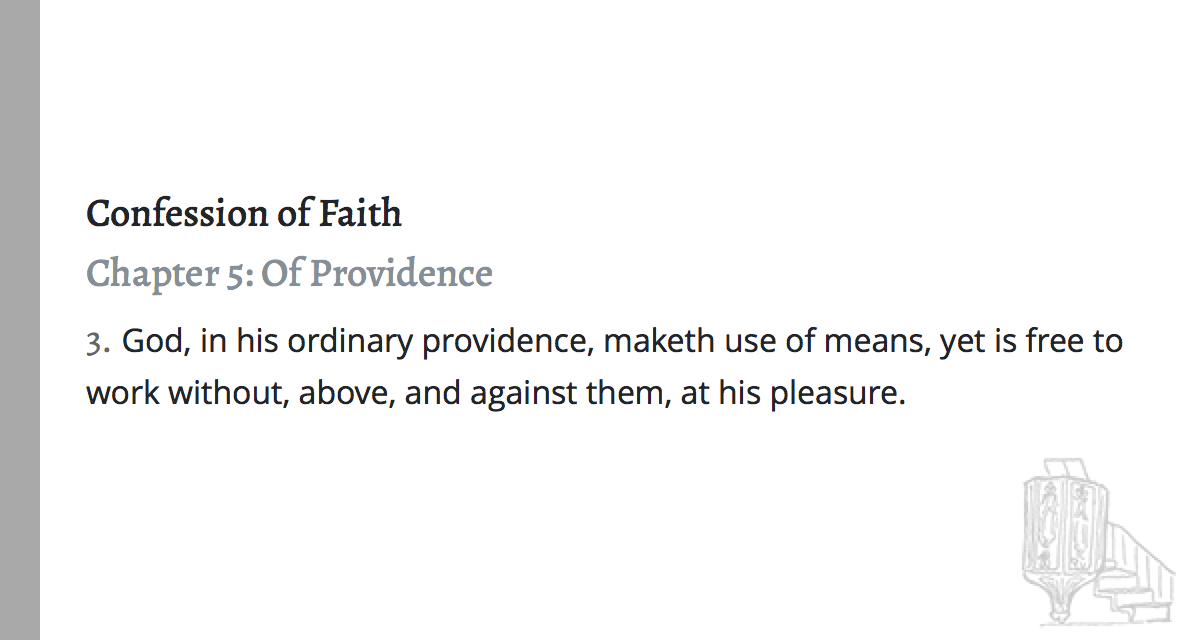 Confession of Faith
Chapter 5: Of Providence
3. God, in his ordinary providence, maketh use of means, yet is free to
work without, above, and against them, at his pleasure.